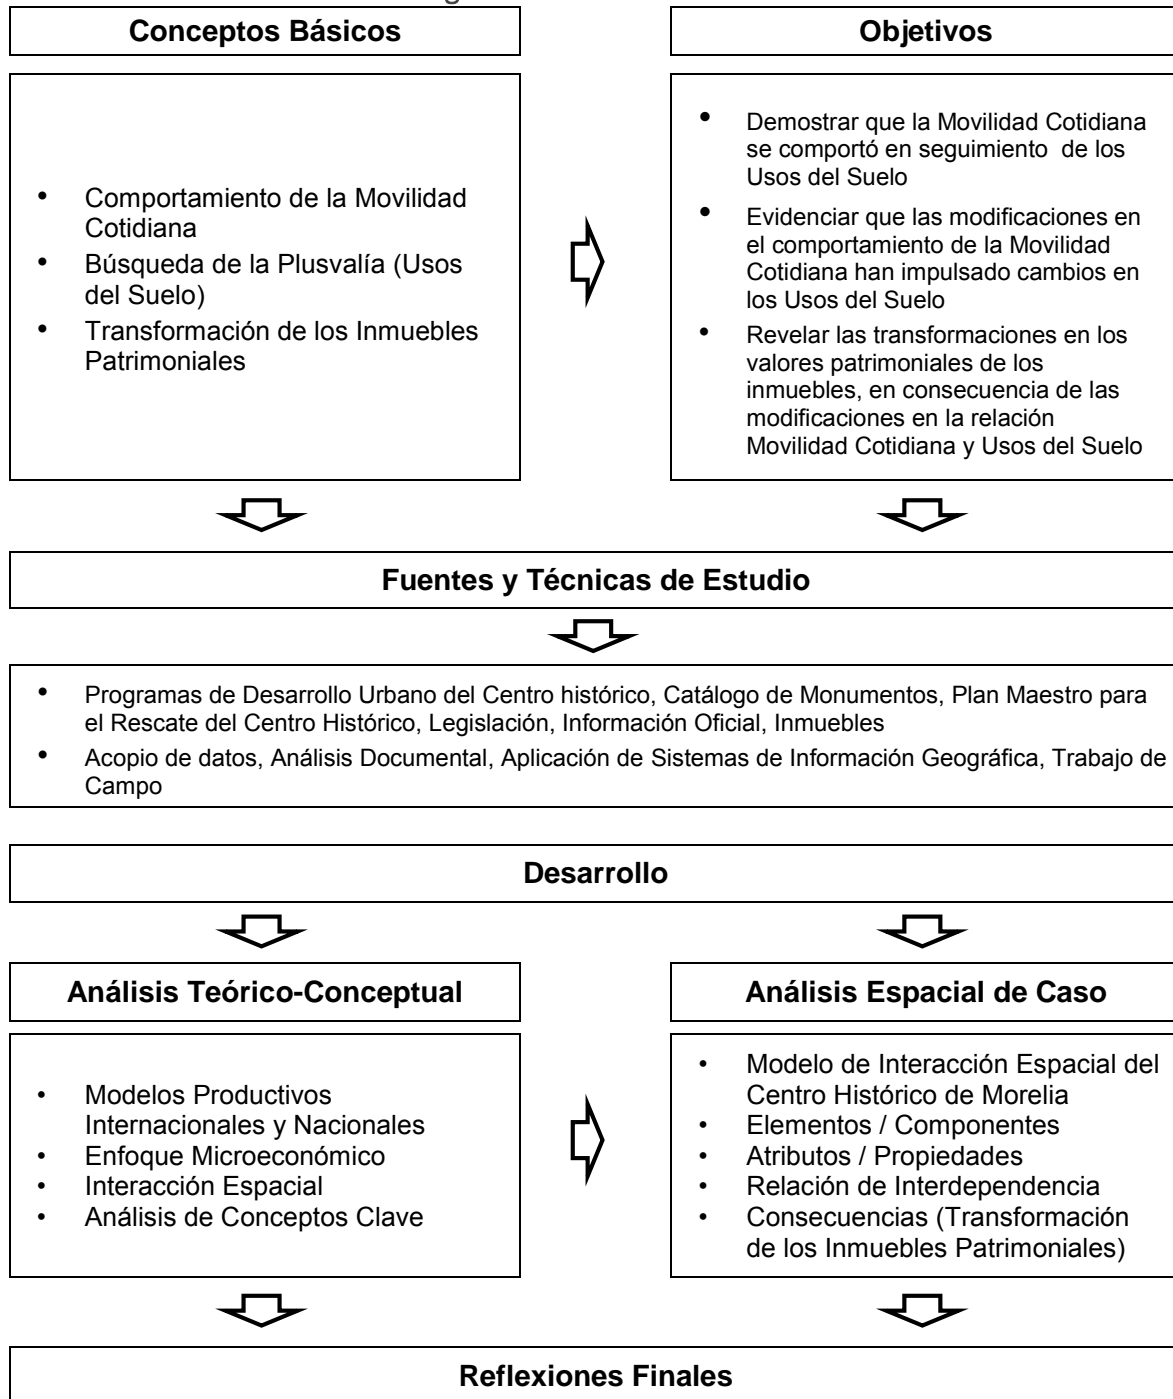 Conceptos Básicos
Objetivos
• Comportamiento de la Movilidad
Cotidiana
• Búsqueda de la Plusvalía (Usos
del Suelo)
• Transformación de los Inmuebles
Patrimoniales
• Demostrar que la Movilidad Cotidiana
se comportó en seguimiento de los
Usos del Suelo
• Evidenciar que las modificaciones en
el comportamiento de la Movilidad
Cotidiana han impulsado cambios en
los Usos del Suelo
• Revelar las transformaciones en los
valores patrimoniales de los
inmuebles, en consecuencia de las
modificaciones en la relación
Movilidad Cotidiana y Usos del Suelo
Fuentes y Técnicas de Estudio
• Programas de Desarrollo Urbano del Centro histórico, Catálogo de Monumentos, Plan Maestro para
el Rescate del Centro Histórico, Legislación, Información Oficial, Inmuebles
• Acopio de datos, Análisis Documental, Aplicación de Sistemas de Información Geográfica, Trabajo de
Campo
Desarrollo
Análisis Teórico-Conceptual
Análisis Espacial de Caso
• Modelos Productivos
Internacionales y Nacionales
• Enfoque Microeconómico
• Interacción Espacial
• Análisis de Conceptos Clave
• Modelo de Interacción Espacial del
Centro Histórico de Morelia
• Elementos / Componentes
• Atributos / Propiedades
• Relación de Interdependencia
• Consecuencias (Transformación
de los Inmuebles Patrimoniales)
Reflexiones Finales